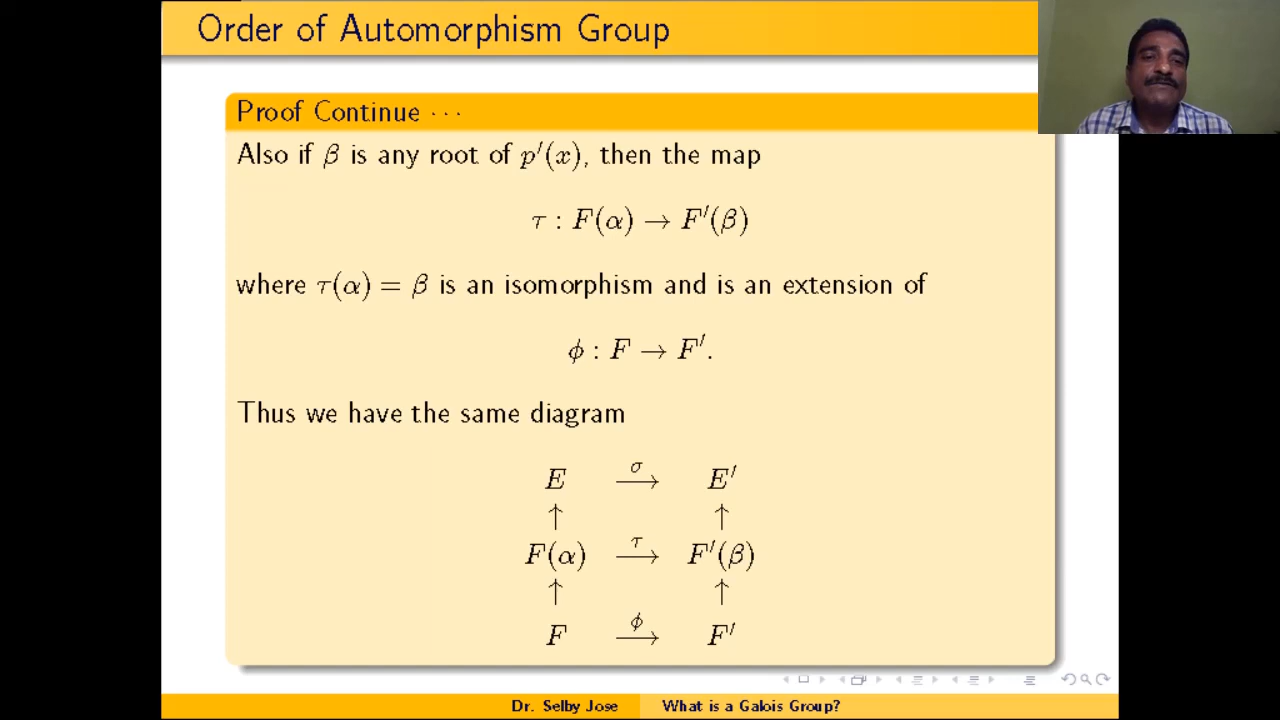 Order of Automorphism Group
Proof Continue ···
Also if β is any root of p′(x), then the map
τ : F(α) → F′(β)
where τ(α) = β is an isomorphism and is an extension of
ϕ : F → F′.
Thus we have the same diagram
E σ⟶ E′
↑ ↑
F(α) τ⟶ F′(β)
↑ ↑
F ϕ⟶ F′
Dr. Selby Jose What is a Galois Group?